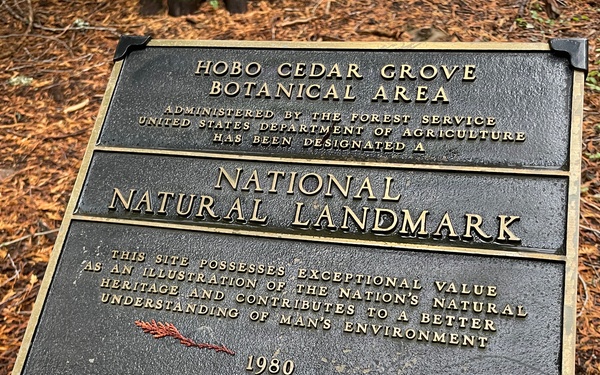 HOBO CEDAR GROVE
BOTANICAL AREA
ADMINISTERED BY THE FOREST SERVICE
UNITED STATES DEPARTMENT OF AGRICULTURE
HAS BEEN DESIGNATED A
NATIONAL
NATURAL LANDMARK
THIS SITE POSSESSES EXCEPTIONAL VALUE
AS AN ILLUSTRATION OF THE NATION'S NATURAL
HERITAGE AND CONTRIBUTES TO A BETTER
UNDERSTANDING OF MAN'S ENVIRONMENT
1980